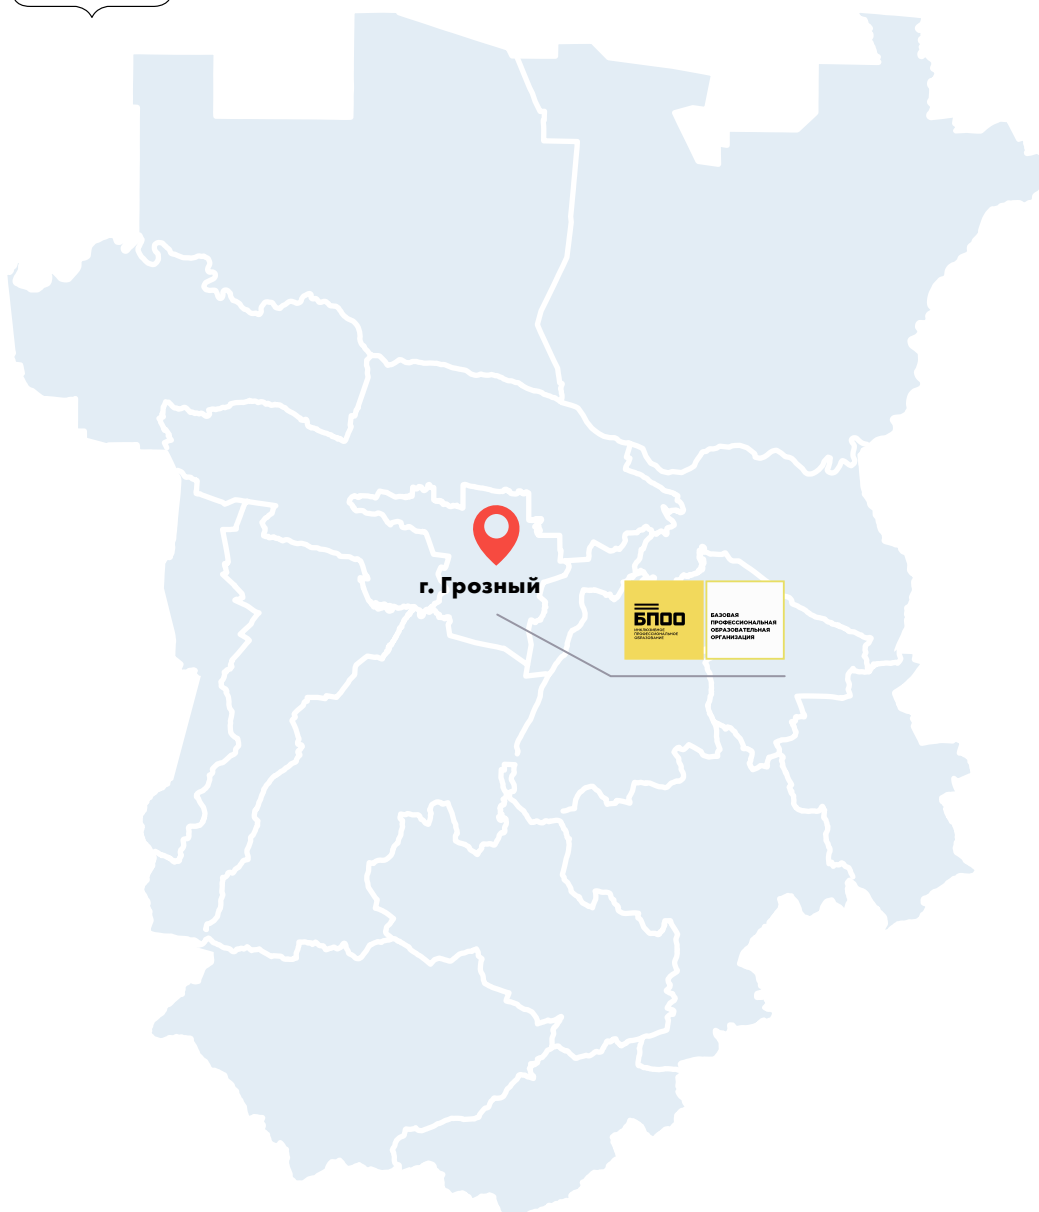 г. Грозный
БПОО
ИНКЛЮЗИВНОЕ
ПРОФЕССИОНАЛЬНОЕ
ОБРАЗОВАНИЕ
БАЗОВАЯ
ПРОФЕССИОНАЛЬНАЯ
ОБРАЗОВАТЕЛЬНАЯ
ОРГАНИЗАЦИЯ